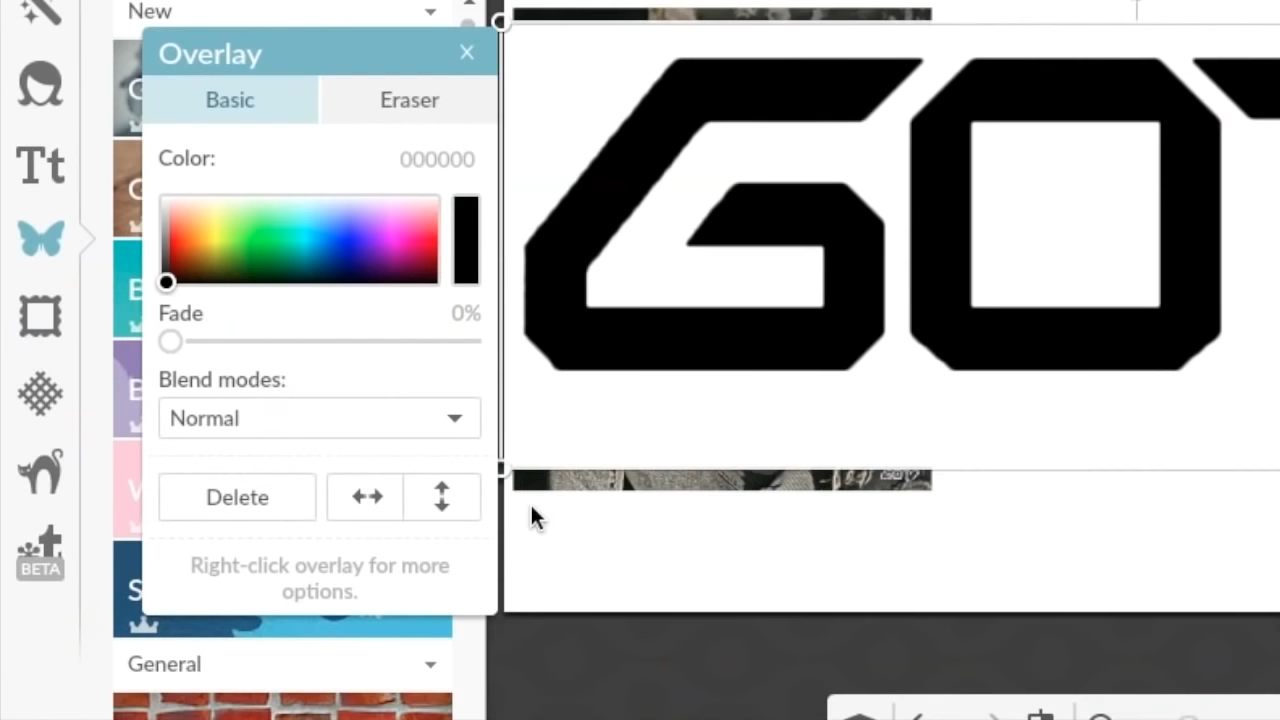 New
Overlay
×
Basic
Eraser
Color:
000000
Tt
Fade
0%
Blend modes:
Normal
Delete
Right-click overlay for more
options.
t
BETA
General
GO